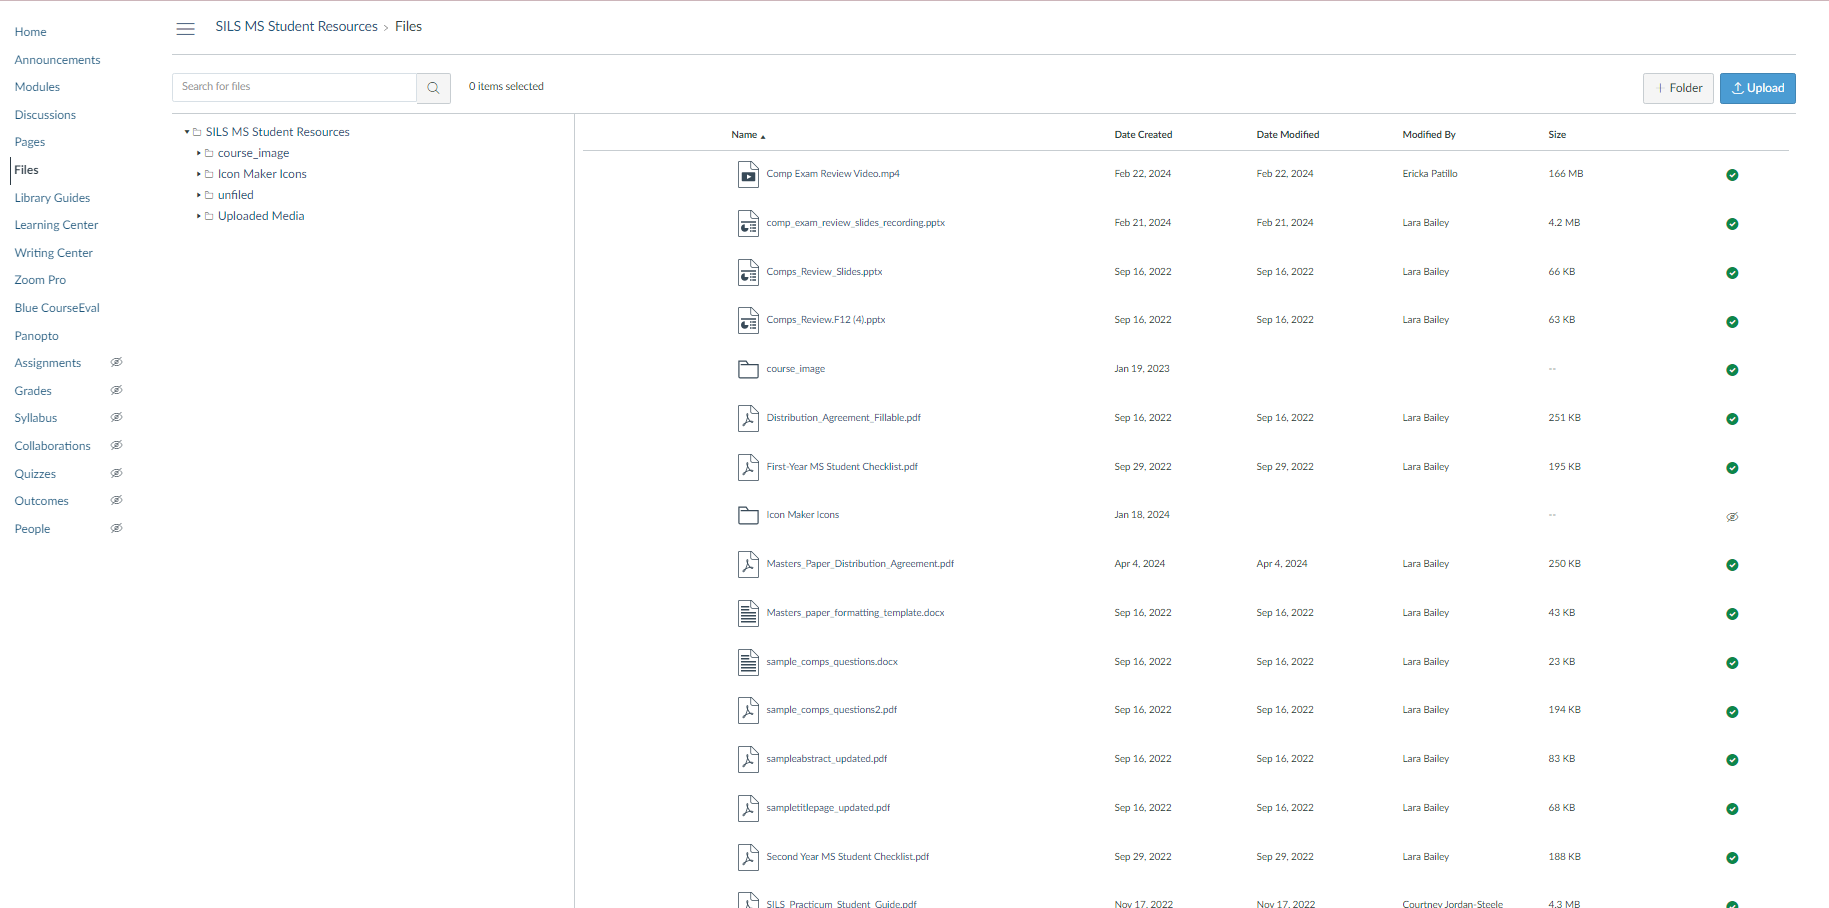 SILS MS Student Resources › Files
Home
Announcements
Modules
Discussions
Pages
Files
Library Guides
Learning Center
Writing Center
Zoom Pro
Blue CourseEval
Panopto
Assignments
Grades
Syllabus
Collaborations
Quizzes
Outcomes
People
Search for files
0 items selected
+ Folder
Upload
SILS MS Student Resources
course_image
Icon Maker Icons
unfiled
Uploaded Media
Name Date Created Date Modified Modified By Size
Comp Exam Review Video.mp4 Feb 22, 2024 Feb 22, 2024 Ericka Patillo 166 MB
comp_exam_review_slides_recording.pptx Feb 21, 2024 Feb 21, 2024 Lara Bailey 4.2 MB
Comps_Review_Slides.pptx Sep 16, 2022 Sep 16, 2022 Lara Bailey 66 KB
Comps_Review.F12 (4).pptx Sep 16, 2022 Sep 16, 2022 Lara Bailey 63 KB
course_image Jan 19, 2023 --
Distribution_Agreement_Fillable.pdf Sep 16, 2022 Sep 16, 2022 Lara Bailey 251 KB
First-Year MS Student Checklist.pdf Sep 29, 2022 Sep 29, 2022 Lara Bailey 195 KB
Icon Maker Icons Jan 18, 2024 --
Masters_Paper_Distribution_Agreement.pdf Apr 4, 2024 Apr 4, 2024 Lara Bailey 250 KB
Masters_paper_formatting_template.docx Sep 16, 2022 Sep 16, 2022 Lara Bailey 43 KB
sample_comps_questions.docx Sep 16, 2022 Sep 16, 2022 Lara Bailey 23 KB
sample_comps_questions2.pdf Sep 16, 2022 Sep 16, 2022 Lara Bailey 194 KB
sampleabstract_updated.pdf Sep 16, 2022 Sep 16, 2022 Lara Bailey 83 KB
sampletitlepage_updated.pdf Sep 16, 2022 Sep 16, 2022 Lara Bailey 68 KB
Second Year MS Student Checklist.pdf Sep 29, 2022 Sep 29, 2022 Lara Bailey 188 KB
SILS_Practicum_Student_Guide.pdf Nov 17, 2022 Nov 17, 2022 Courtney Jordan-Steele 4.3 MB